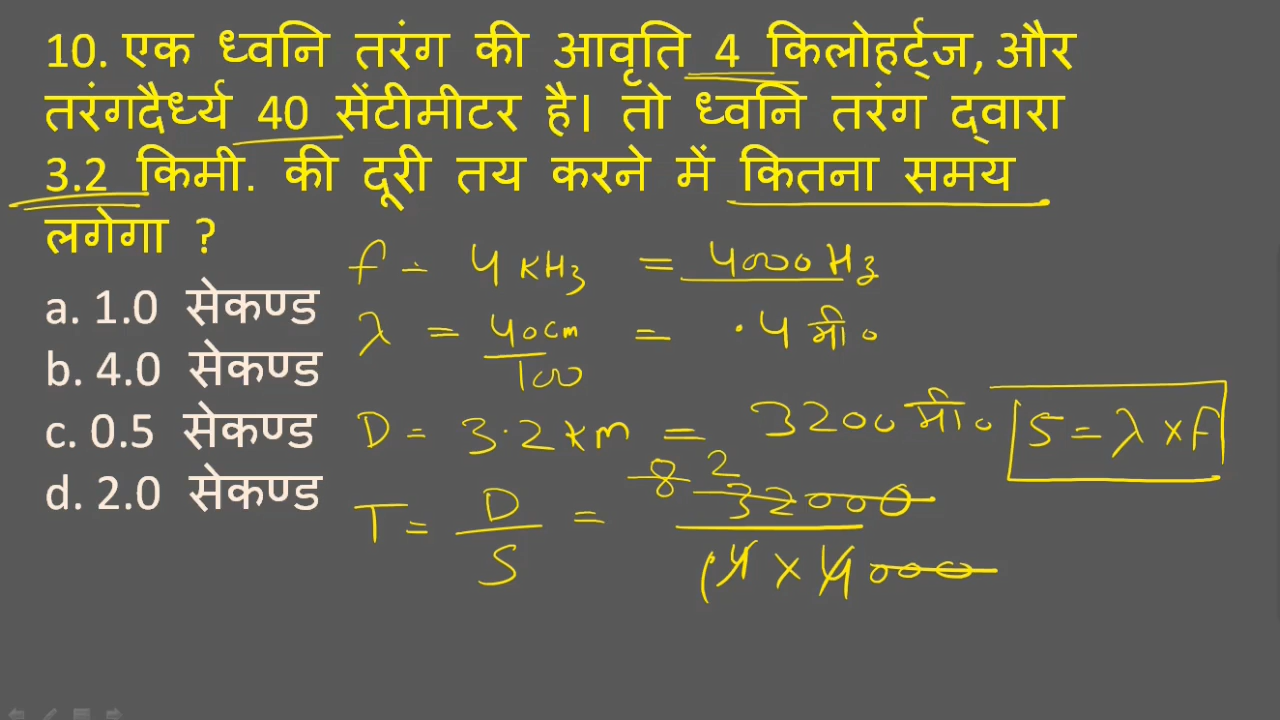 10. एक ध्वनि तरंग की आवृति 4 किलोहर्ट्ज, और
तरंगदैर्ध्य 40 सेंटीमीटर है। तो ध्वनि तरंग द्वारा
3.2 किमी. की दूरी तय करने में कितना समय
लगेगा ?
f = 4 KHz = 4000 Hz
a. 1.0 सेकण्ड
λ = 40cm/100 = .4 मी०
b. 4.0 सेकण्ड
D = 3.2 km = 3200 मी०
S = λ × f
c. 0.5 सेकण्ड
8 2
d. 2.0 सेकण्ड
T = D/S = 32000/(4 × 4000